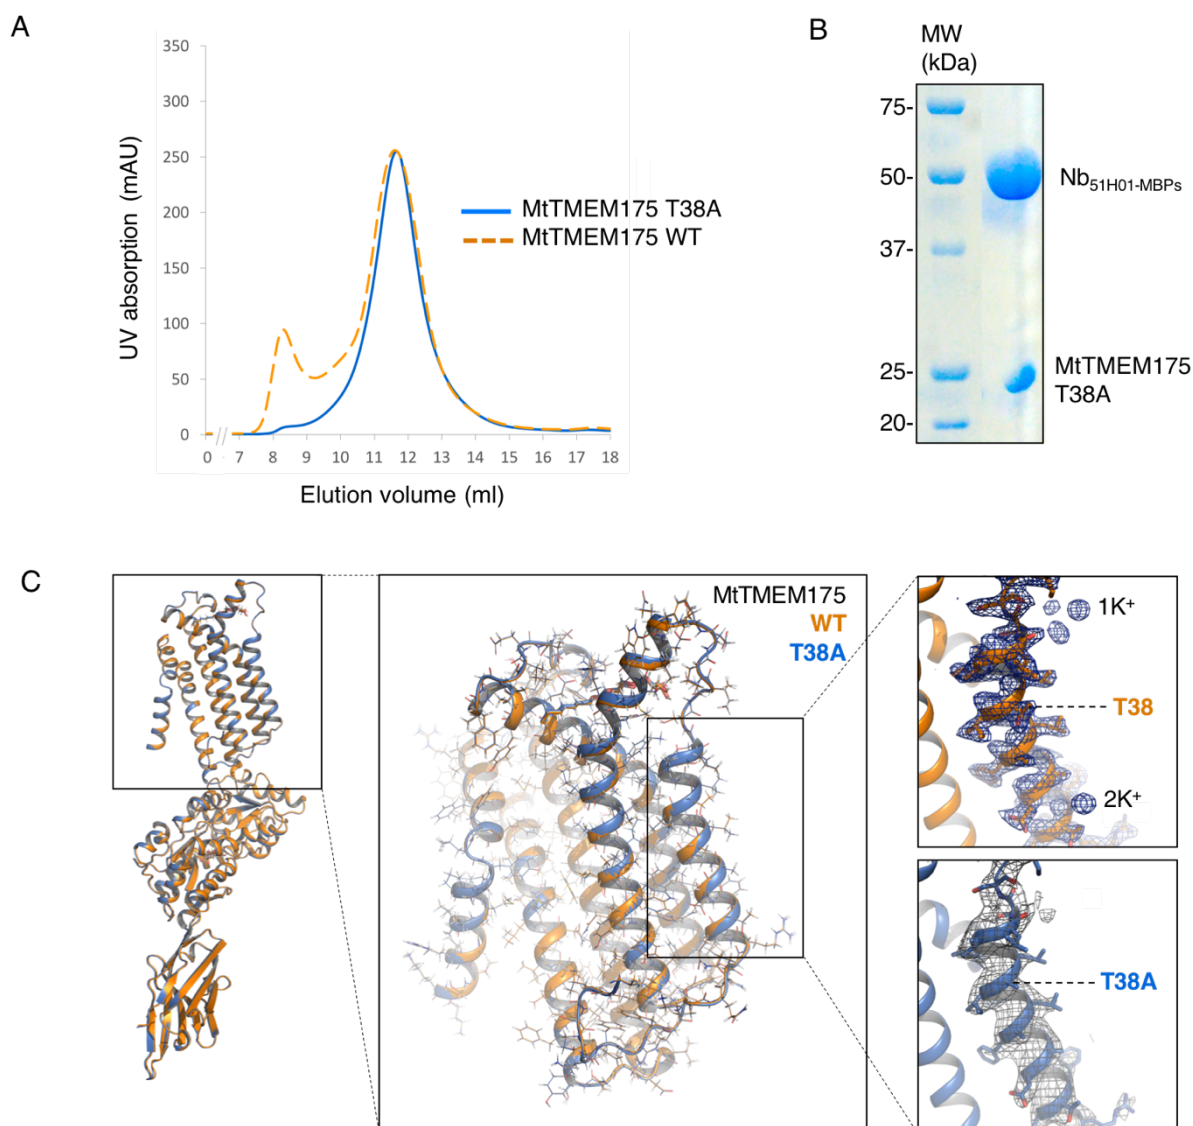 A
350
300
250
200
150
100
50
0
UV absorption (mAU)
0 7 8 9 10 11 12 13 14 15 16 17 18
Elution volume (ml)
MtTMEM175 T38A
MtTMEM175 WT
B
MW
(kDa)
75-
50-
37-
25-
20-
Nb51H01-MBPs
MtTMEM175
T38A
C
MtTMEM175
WT
T38A
1K⁺
T38
2K⁺
T38A